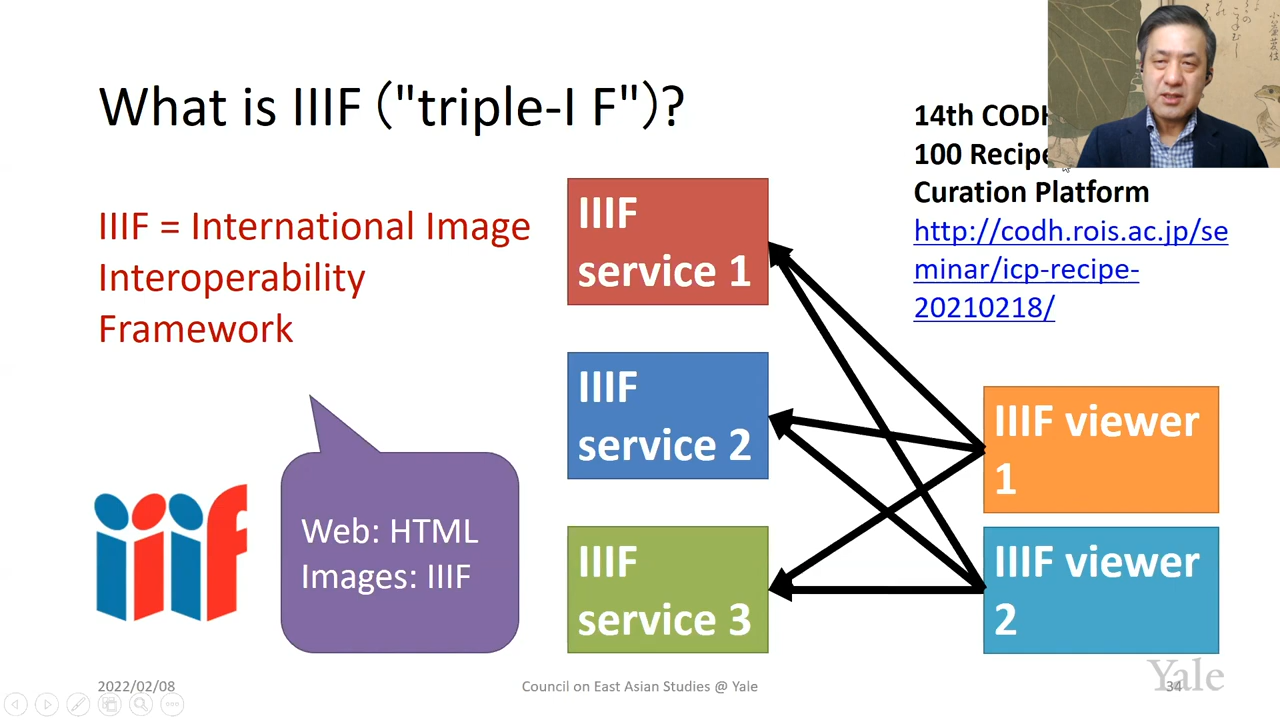 What is IIIF ("triple-I F")?
IIIF = International Image
Interoperability
Framework
Web: HTML
Images: IIIF
iiif
IIIF
service 1
IIIF
service 2
IIIF
service 3
14th CODH
100 Recipe
Curation Platform
http://codh.rois.ac.jp/se
minar/icp-recipe-
20210218/
IIIF viewer
1
IIIF viewer
2
2022/02/08
Council on East Asian Studies @ Yale
34
Yale